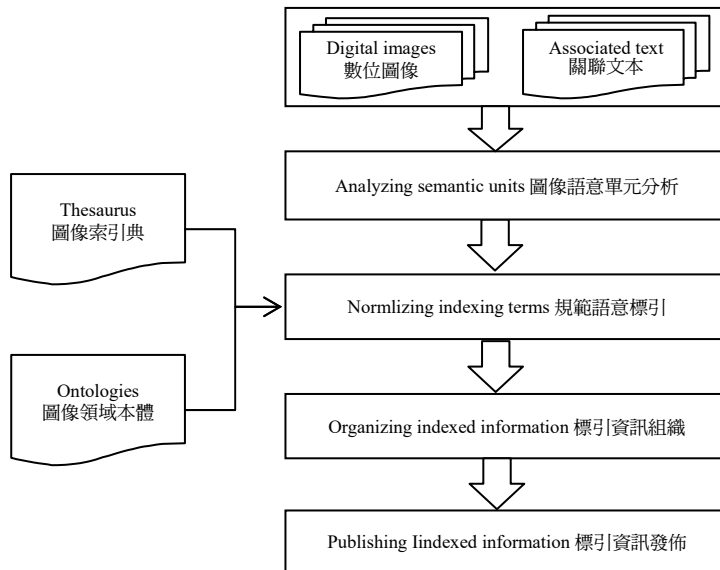 Digital images
數位圖像
Associated text
關聯文本
Analyzing semantic units 圖像語意單元分析
Thesaurus
圖像索引典
Normlizing indexing terms 規範語意標引
Ontologies
圖像領域本體
Organizing indexed information 標引資訊組織
Publishing Iindexed information 標引資訊發佈